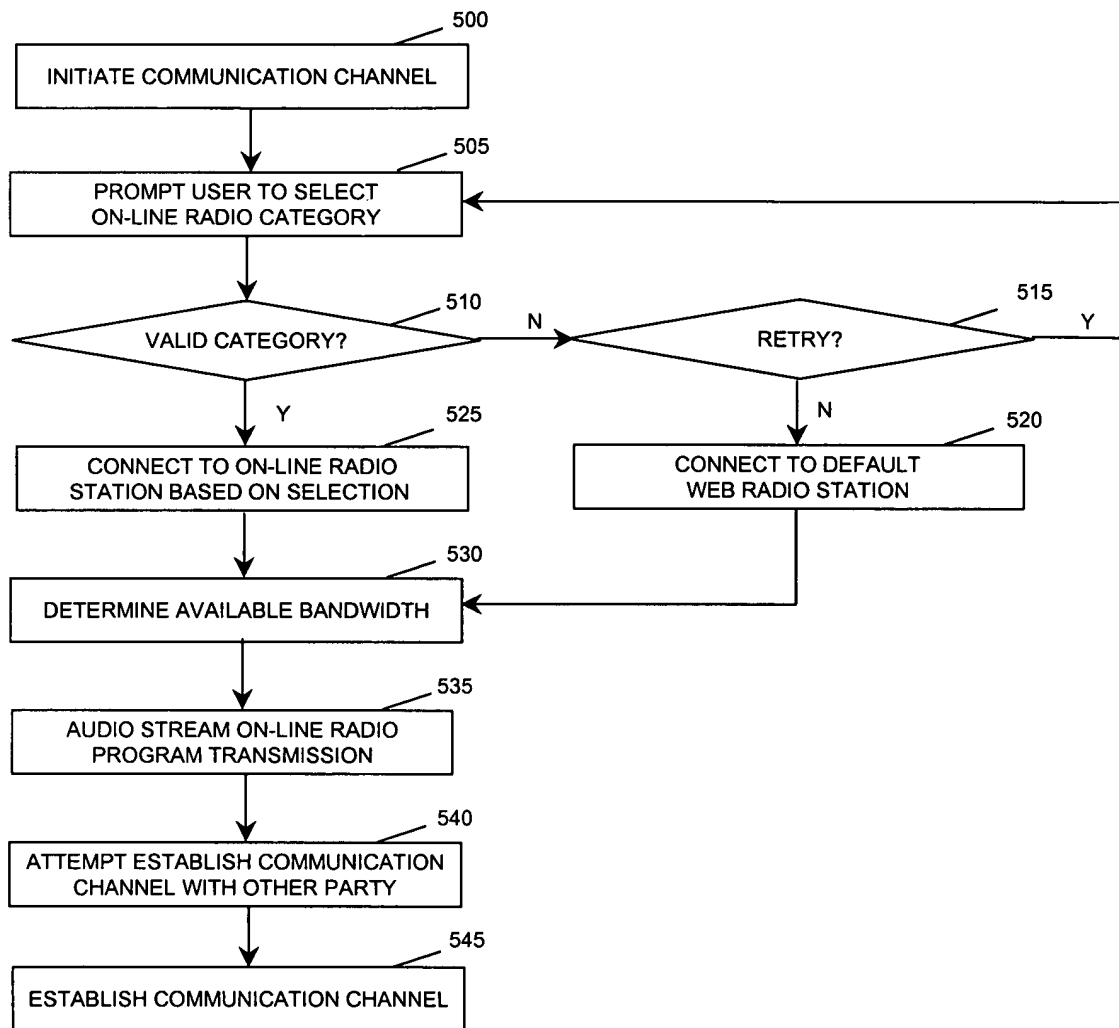 500
INITIATE COMMUNICATION CHANNEL
505
PROMPT USER TO SELECT
ON-LINE RADIO CATEGORY
510
VALID CATEGORY?
N
515
RETRY?
Y
Y
N
525
CONNECT TO ON-LINE RADIO
STATION BASED ON SELECTION
520
CONNECT TO DEFAULT
WEB RADIO STATION
530
DETERMINE AVAILABLE BANDWIDTH
535
AUDIO STREAM ON-LINE RADIO
PROGRAM TRANSMISSION
540
ATTEMPT ESTABLISH COMMUNICATION
CHANNEL WITH OTHER PARTY
545
ESTABLISH COMMUNICATION CHANNEL